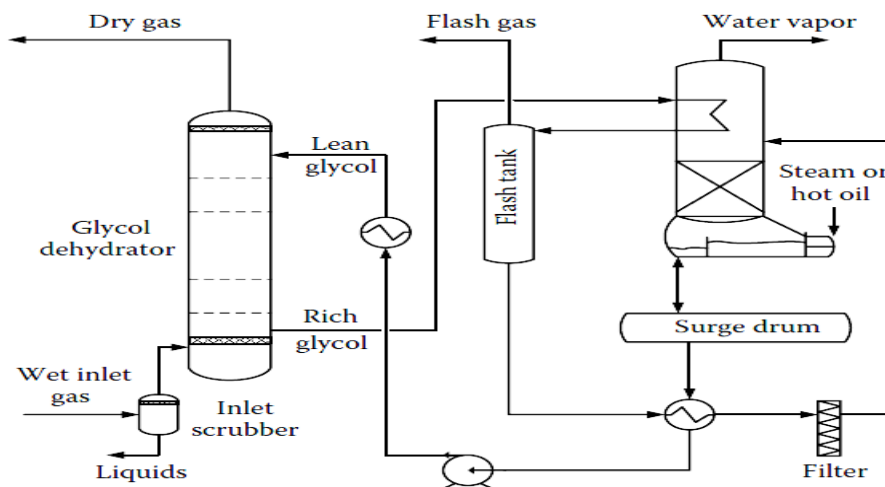 Dry gas
Flash gas
Water vapor
Lean
glycol
Flash tank
Steam or
hot oil
Glycol
dehydrator
Rich
glycol
Surge drum
Wet inlet
gas
Inlet
scrubber
Liquids
Filter